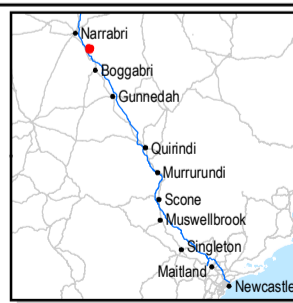 Narrabri
Boggabri
Gunnedah
Quirindi
Murrurundi
Scone
Muswellbrook
Singleton
Maitland
Newcastle